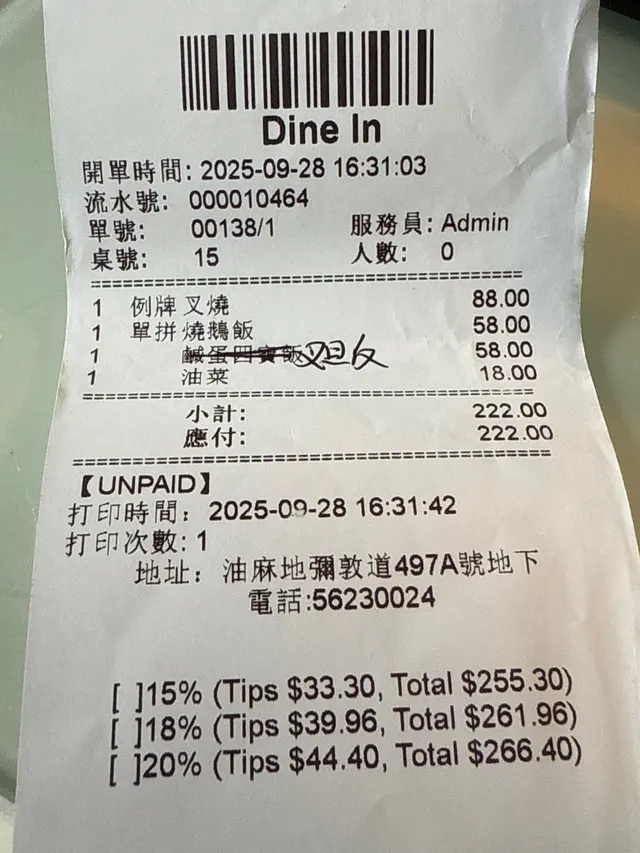 Dine In
開單時間: 2025-09-28 16:31:03
流水號: 000010464
單號: 00138/1 服務員: Admin
桌號: 15 人數: 0
1 例牌 叉燒 88.00
1 單拼 燒鵝飯 58.00
1 鹹蛋四寶飯 叉旦反 58.00
1 油菜 18.00
小計: 222.00
應付: 222.00
【UNPAID】
打印時間: 2025-09-28 16:31:42
打印次數: 1
地址: 油麻地彌敦道497A號地下
電話:56230024
[ ]15% (Tips $33.30, Total $255.30)
[ ]18% (Tips $39.96, Total $261.96)
[ ]20% (Tips $44.40, Total $266.40)